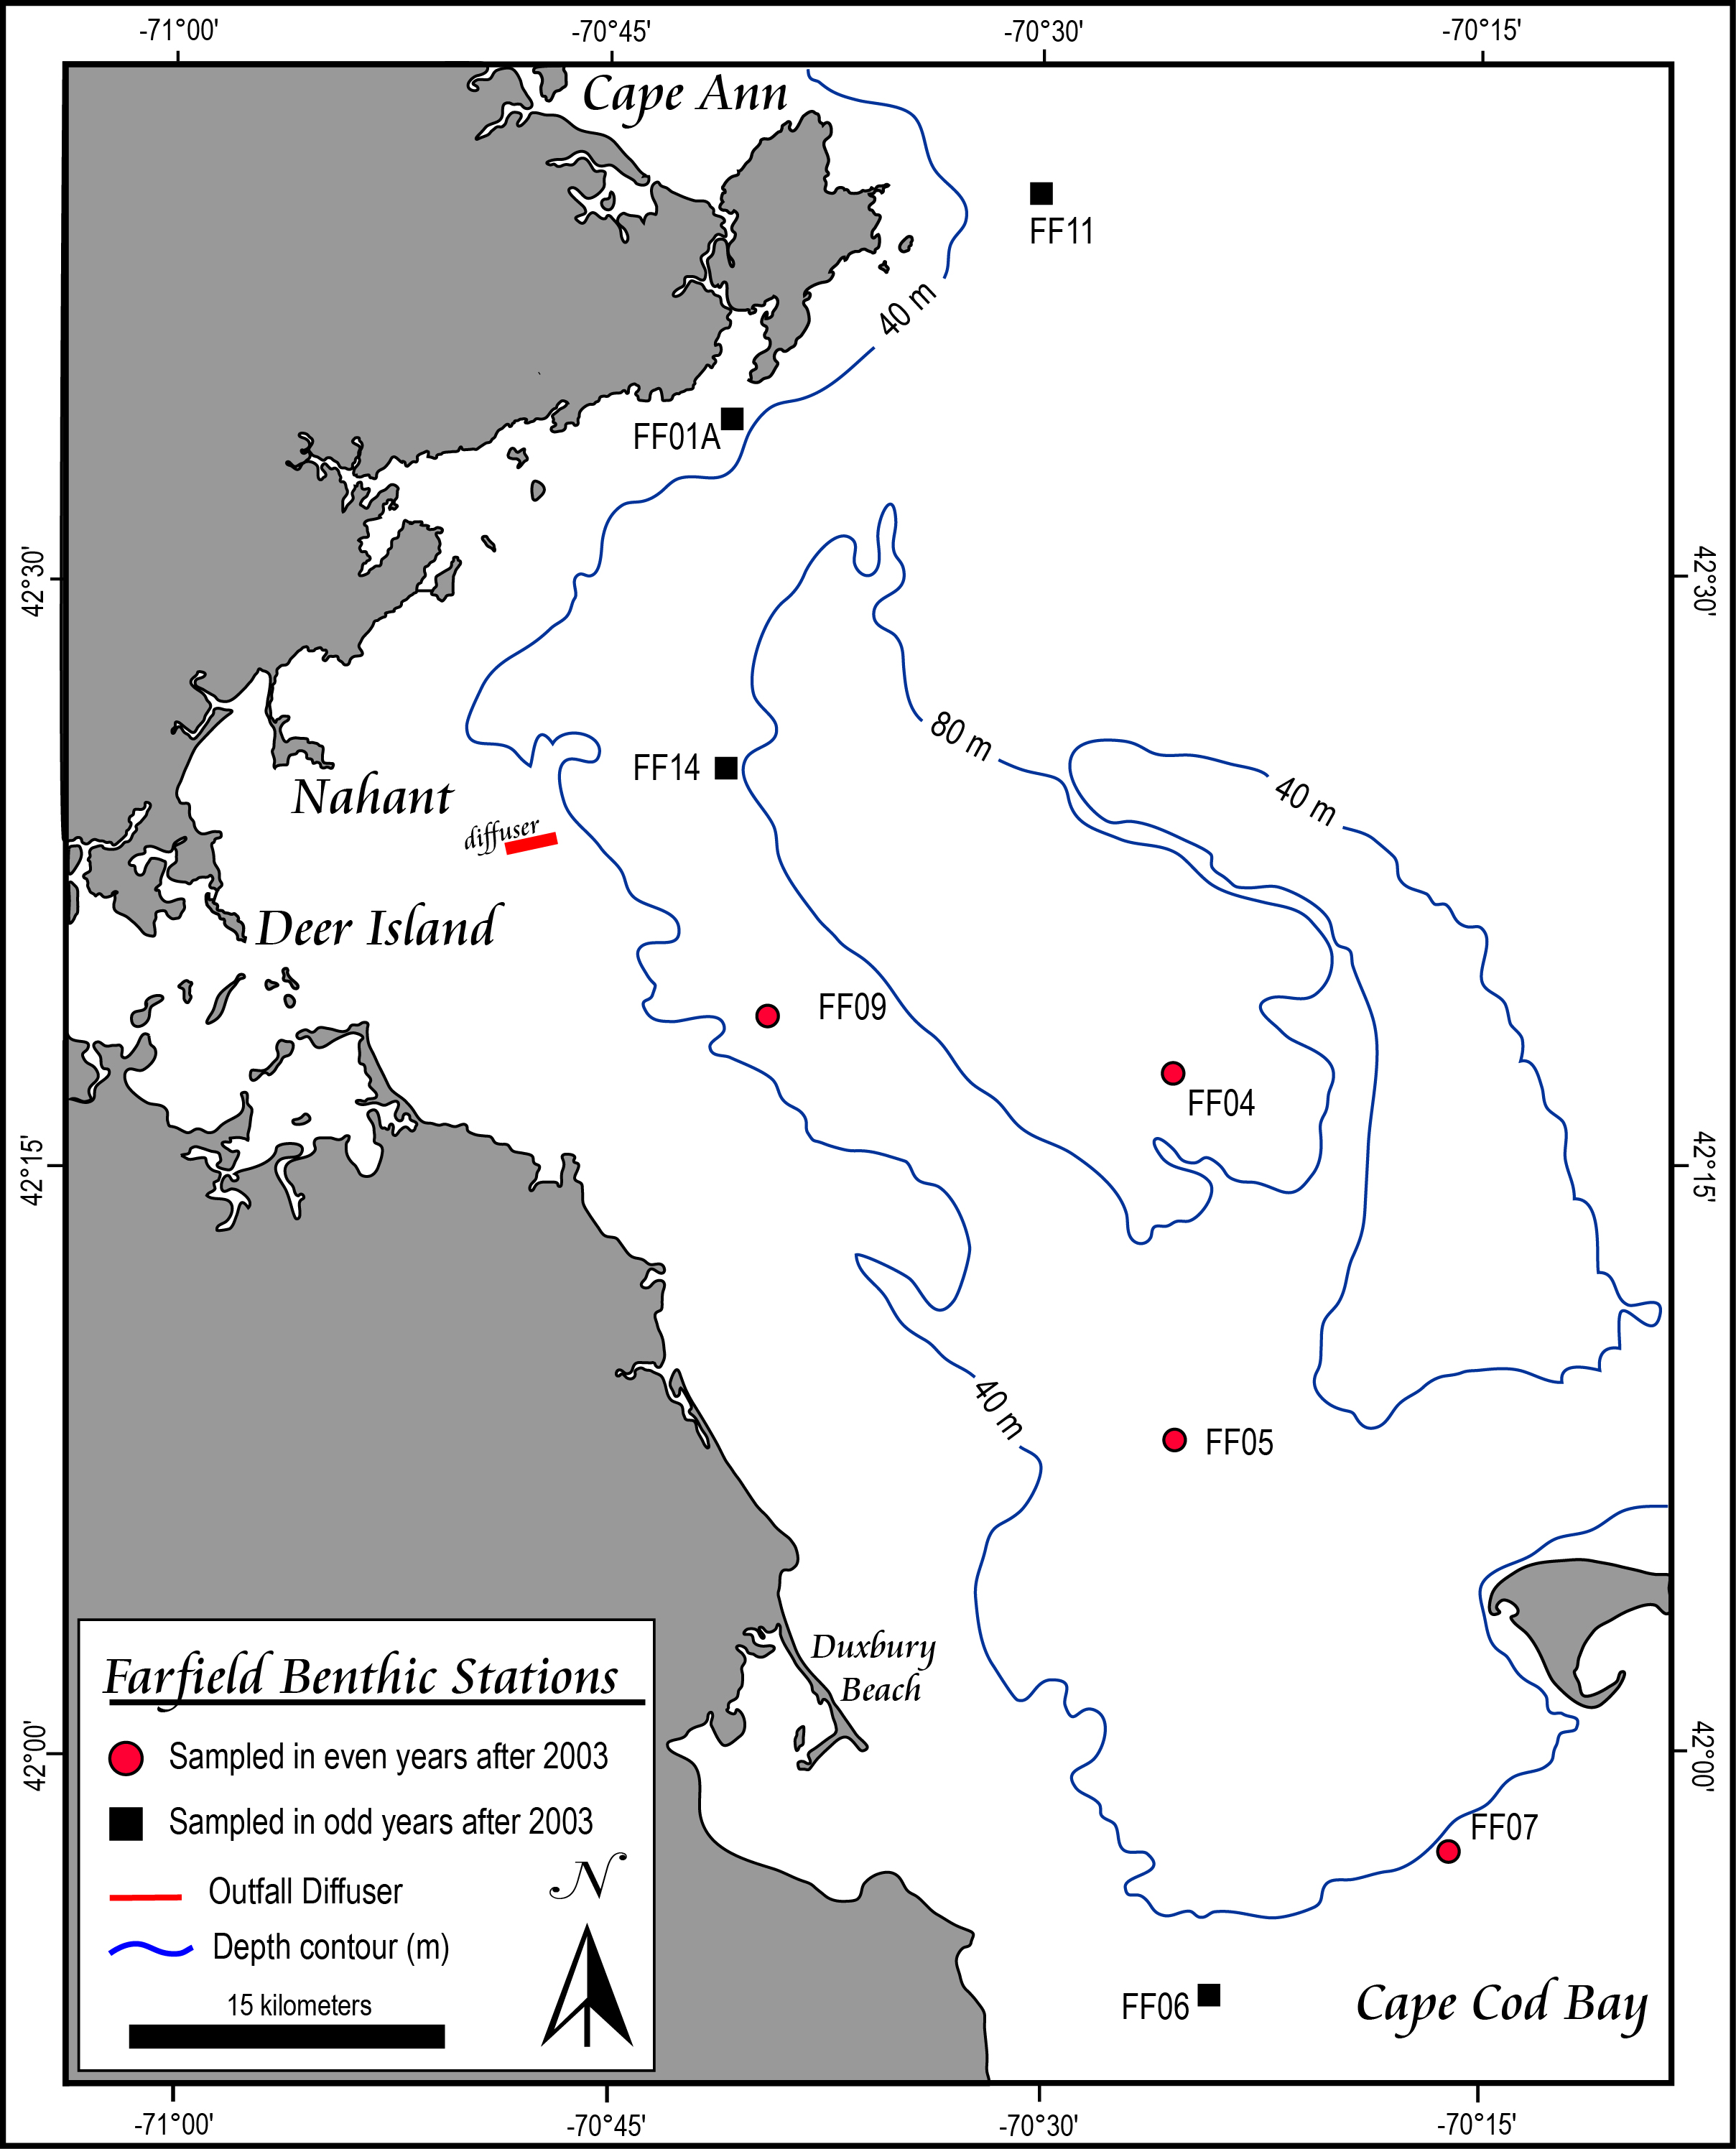 -71°00' -70°45' -70°30' -70°15'
Cape Ann
FF11
40 m
FF01A
42°30' 42°30'
80 m
FF14
40 m
Nahant
diffuser
Deer Island
FF09
FF04
42°15' 42°15'
40 m
FF05
Duxbury
Beach
Farfield Benthic Stations
Sampled in even years after 2003
Sampled in odd years after 2003
Outfall Diffuser
Depth contour (m)
15 kilometers
N
42°00' 42°00'
FF07
FF06
Cape Cod Bay
-71°00' -70°45' -70°30' -70°15'